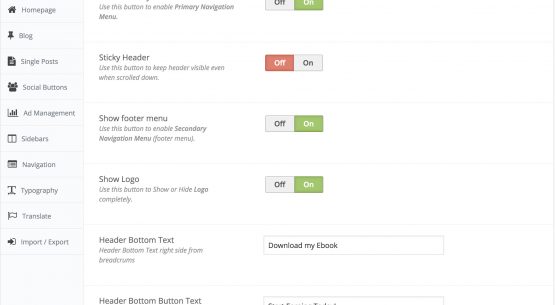 Homepage
Blog
Single Posts
Social Buttons
Ad Management
Sidebars
Navigation
Typography
Translate
Import / Export
Use this button to enable Primary Navigation
Menu.
Off On
Sticky Header
Use this button to keep header visible even
when scrolled down.
Off On
Show footer menu
Use this button to enable Secondary
Navigation Menu (footer menu).
Off On
Show Logo
Use this button to Show or Hide Logo
completely.
Off On
Header Bottom Text
Header Bottom Text right side from
breadcrums
Download my Ebook
Header Bottom Button Text